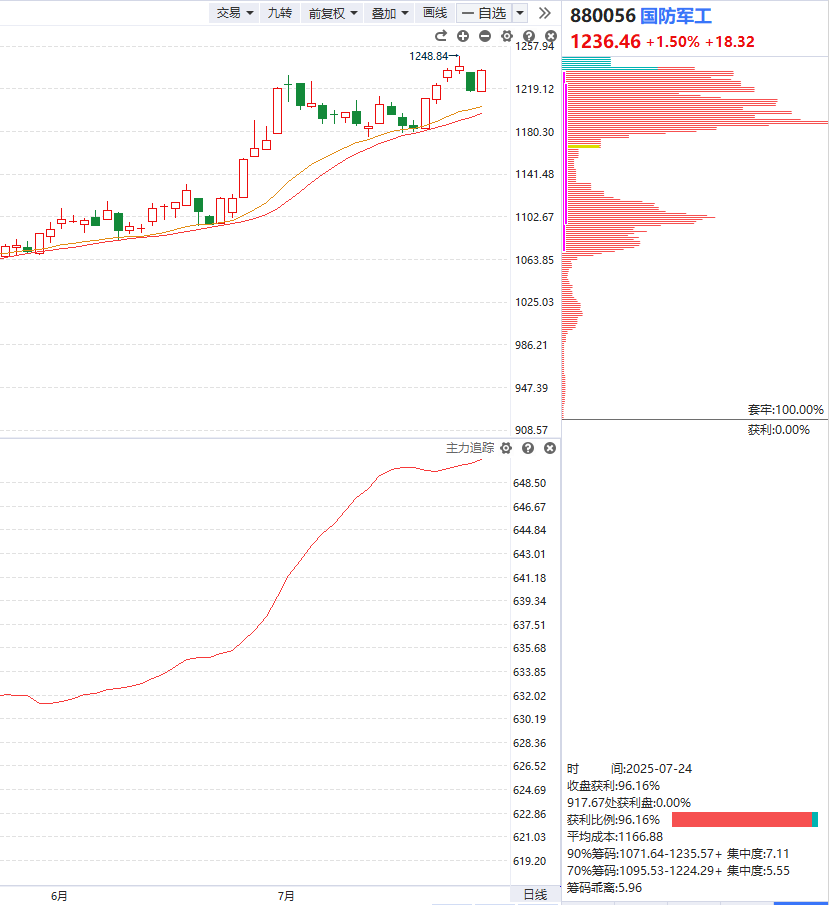 交易 九转 前复权 叠加 画线 一自选
880056 国防军工
1236.46 +1.50% +18.32
1257.94
1248.84
1219.12
1180.30
1141.48
1102.67
1063.85
1025.03
986.21
947.39
908.57
套牢:100.00%
获利:0.00%
主力追踪
648.50
646.67
644.84
643.01
641.18
639.34
637.51
635.68
633.85
632.02
630.19
628.36
626.52
624.69
622.86
621.03
619.20
6月 7月 日线
时 间:2025-07-24
收盘获利:96.16%
917.67处获利盘:0.00%
获利比例:96.16%
平均成本:1166.88
90%筹码:1071.64-1235.57+ 集中度:7.11
70%筹码:1095.53-1224.29+ 集中度:5.55
筹码乖离:5.96